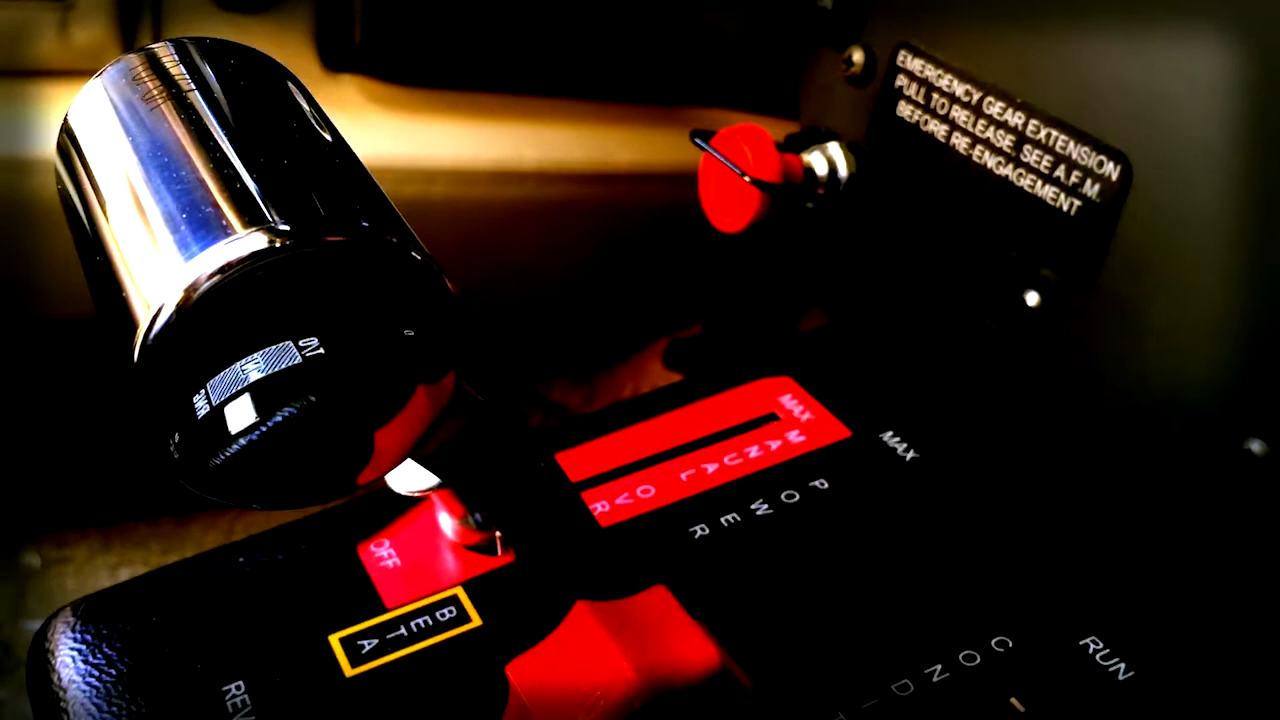 EMERGENCY GEAR EXTENSION
PULL TO RELEASE. SEE A.F.M.
BEFORE RE-ENGAGEMENT
MAX
MANUAL OVR
MAX
POWER
OFF
BETA
REV
COND
RUN